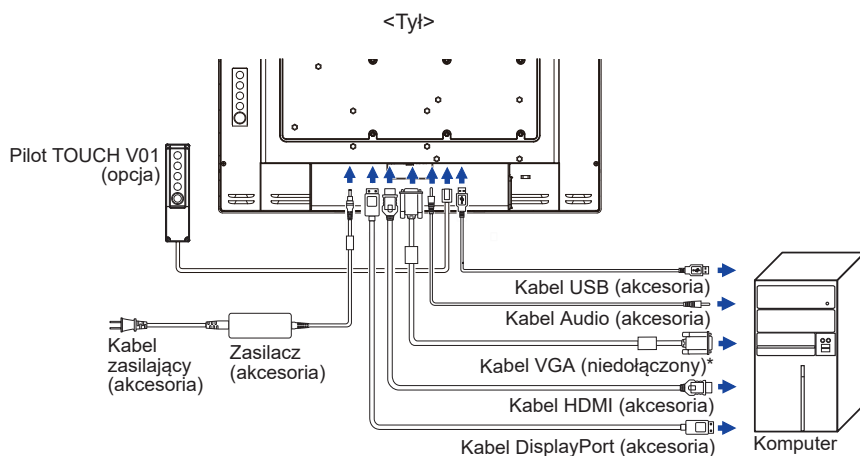 <Tył>
Pilot TOUCH V01
(opcja)
Kabel USB (akcesoria)
Kabel Audio (akcesoria)
Kabel
zasilający
(akcesoria)
Zasilacz
(akcesoria)
Kabel VGA (niedołączony)*
Kabel HDMI (akcesoria)
Kabel DisplayPort (akcesoria)
Komputer